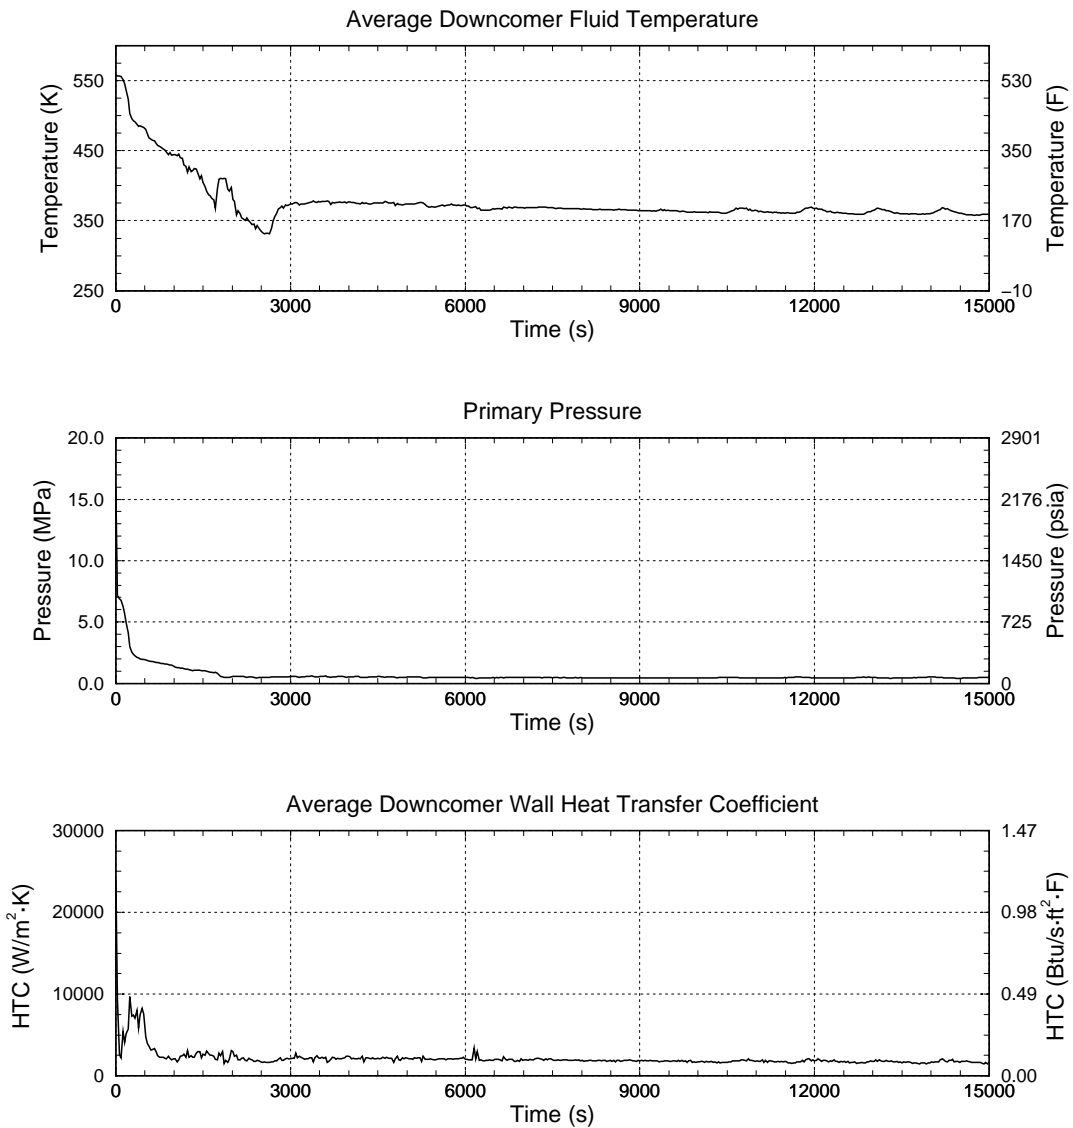 Average Downcomer Fluid Temperature
Temperature (K)
550
450
350
250
530
350
170
−10
Temperature (F)
0 3000 6000 9000 12000 15000
Time (s)
Primary Pressure
Pressure (MPa)
20.0
15.0
10.0
5.0
0.0
2901
2176
1450
725
0
Pressure (psia)
0 3000 6000 9000 12000 15000
Time (s)
Average Downcomer Wall Heat Transfer Coefficient
HTC (W/m²·K)
30000
20000
10000
0
1.47
0.98
0.49
0.00
HTC (Btu/s·ft²·F)
0 3000 6000 9000 12000 15000
Time (s)